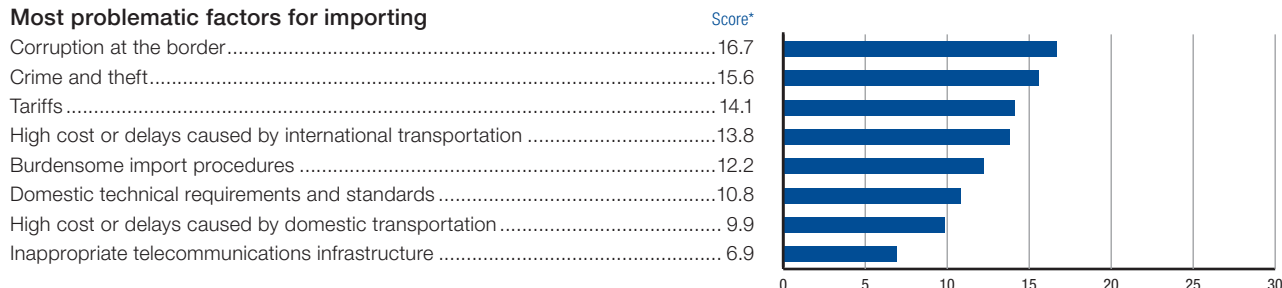 Most problematic factors for importing Score*
Corruption at the border................................................................................................16.7
Crime and theft................................................................................................................15.6
Tariffs................................................................................................................................14.1
High cost or delays caused by international transportation ....................................13.8
Burdensome import procedures ................................................................................12.2
Domestic technical requirements and standards......................................................10.8
High cost or delays caused by domestic transportation........................................... 9.9
Inappropriate telecommunications infrastructure ...................................................... 6.9
0 5 10 15 20 25 30